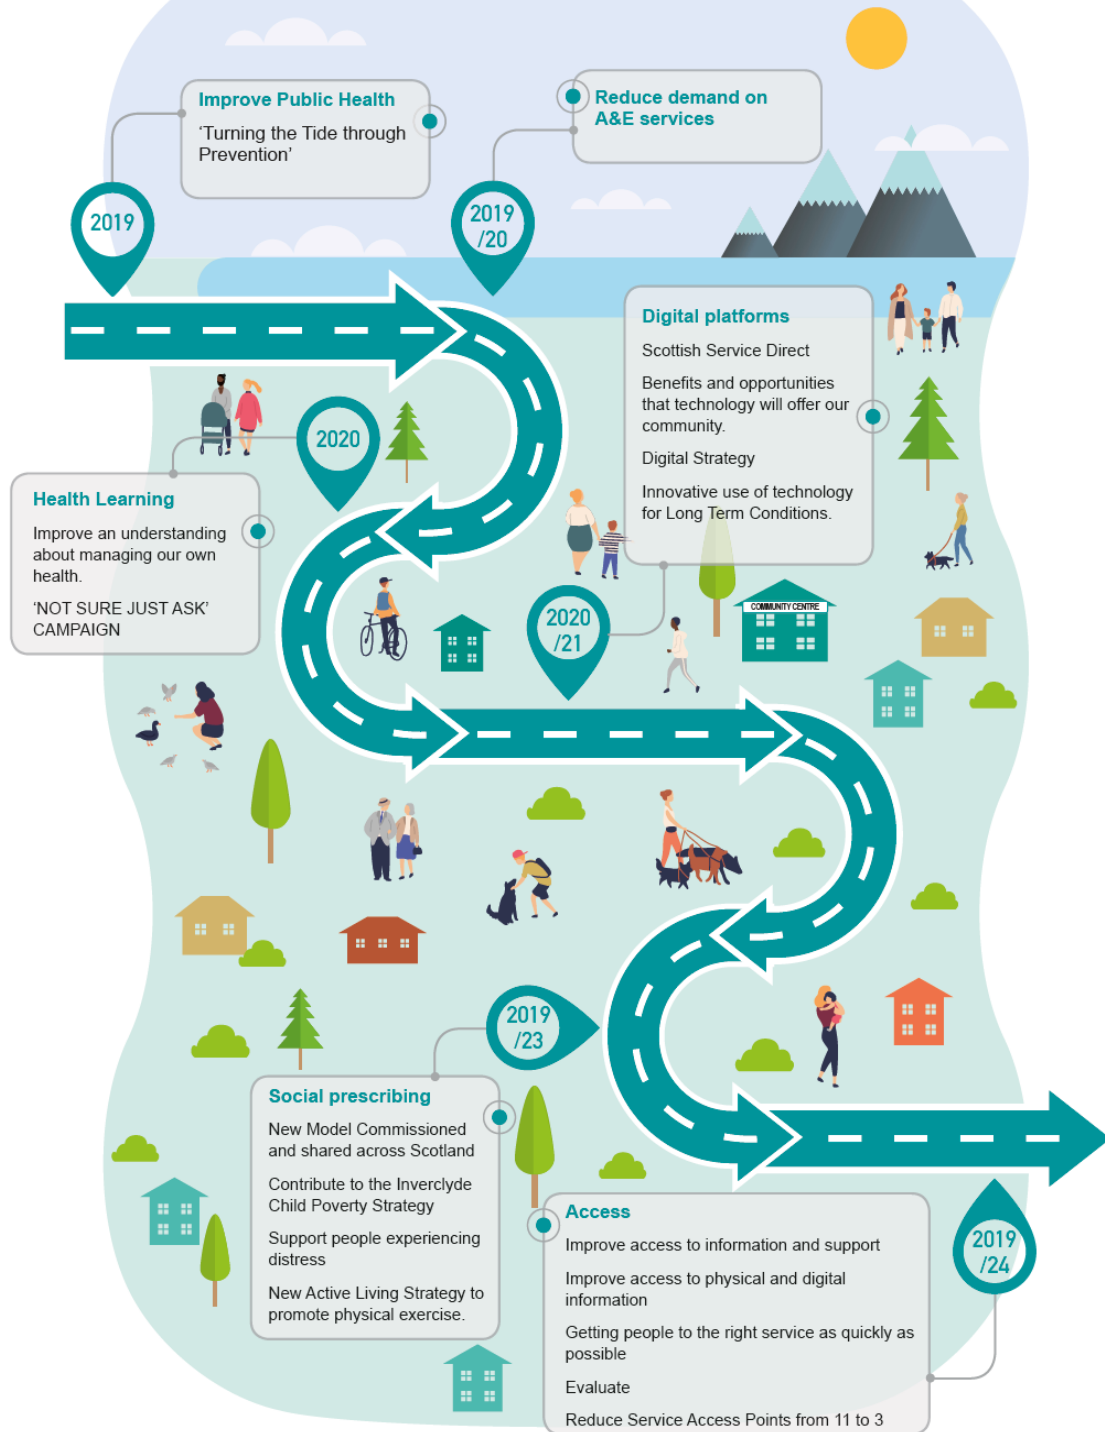 Improve Public Health
‘Turning the Tide through
Prevention’
2019
Reduce demand on
A&E services
2019
/20
Digital platforms
Scottish Service Direct
Benefits and opportunities
that technology will offer our
community.
Digital Strategy
Innovative use of technology
for Long Term Conditions.
2020
Health Learning
Improve an understanding
about managing our own
health.
‘NOT SURE JUST ASK’
CAMPAIGN
2020
/21
COMMUNITY CENTRE
2019
/23
Social prescribing
New Model Commissioned
and shared across Scotland
Contribute to the Inverclyde
Child Poverty Strategy
Support people experiencing
distress
New Active Living Strategy to
promote physical exercise.
Access
Improve access to information and support
Improve access to physical and digital
information
Getting people to the right service as quickly as
possible
Evaluate
Reduce Service Access Points from 11 to 3
2019
/24